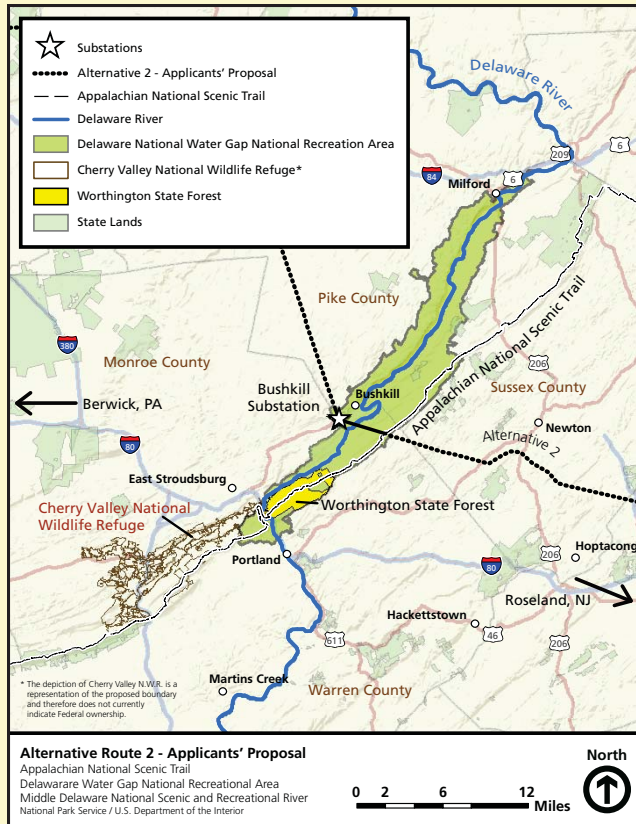 Substations
Alternative 2 - Applicants' Proposal
Appalachian National Scenic Trail
Delaware River
Delaware National Water Gap National Recreation Area
Cherry Valley National Wildlife Refuge*
Worthington State Forest
State Lands
Delaware River
209
6
6
84
Milford
Pike County
380
Monroe County
Appalachian National Scenic Trail
206
Bushkill
Substation
Bushkill
Sussex County
Berwick, PA
Newton
Alternative 2
80
East Stroudsburg
Cherry Valley National
Wildlife Refuge
Worthington State Forest
Portland
206
Hoptacong
80
Roseland, NJ
Hackettstown
611
46
206
* The depiction of Cherry Valley N.W.R. is a
representation of the proposed boundary
and therefore does not currently
indicate Federal ownership.
Martins Creek
Warren County
Alternative Route 2 - Applicants' Proposal
Appalachian National Scenic Trail
Delawarare Water Gap National Recreational Area
Middle Delaware National Scenic and Recreational River
National Park Service / U.S. Department of the Interior
0 2 6 12
Miles
North